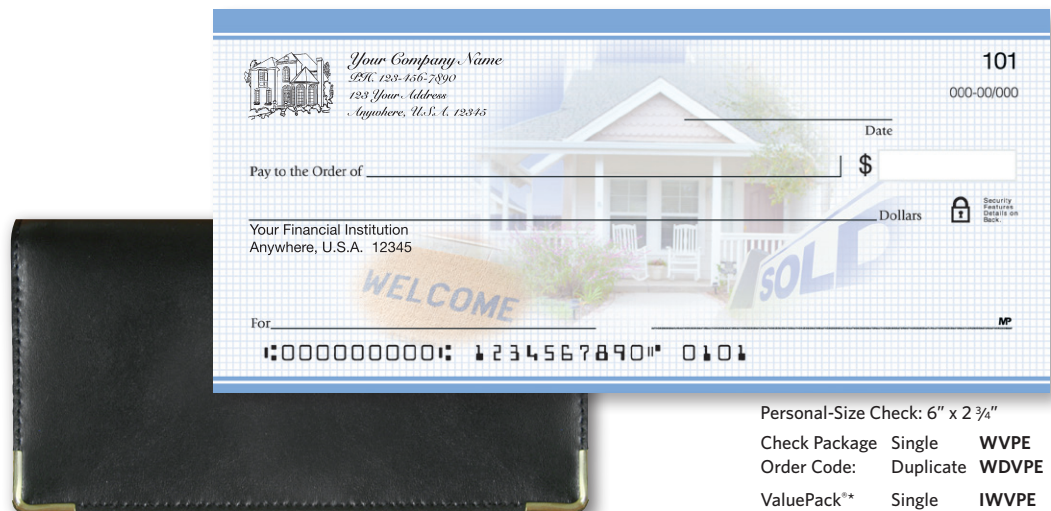 Your Company Name
PH. 123-456-7890
123 Your Address
Anywhere, U.S.A. 12345
101
000-00/000
Date
Pay to the Order of
$
Dollars
Security
Features
Details on
Back.
Your Financial Institution
Anywhere, U.S.A. 12345
WELCOME
SOLD
For
MP
⑆000000000⑆ 1234567890⑈ 0101
Personal-Size Check: 6″ x 2 ¾″
Check Package Single WVPE
Order Code: Duplicate WDVPE
ValuePack®* Single IWVPE